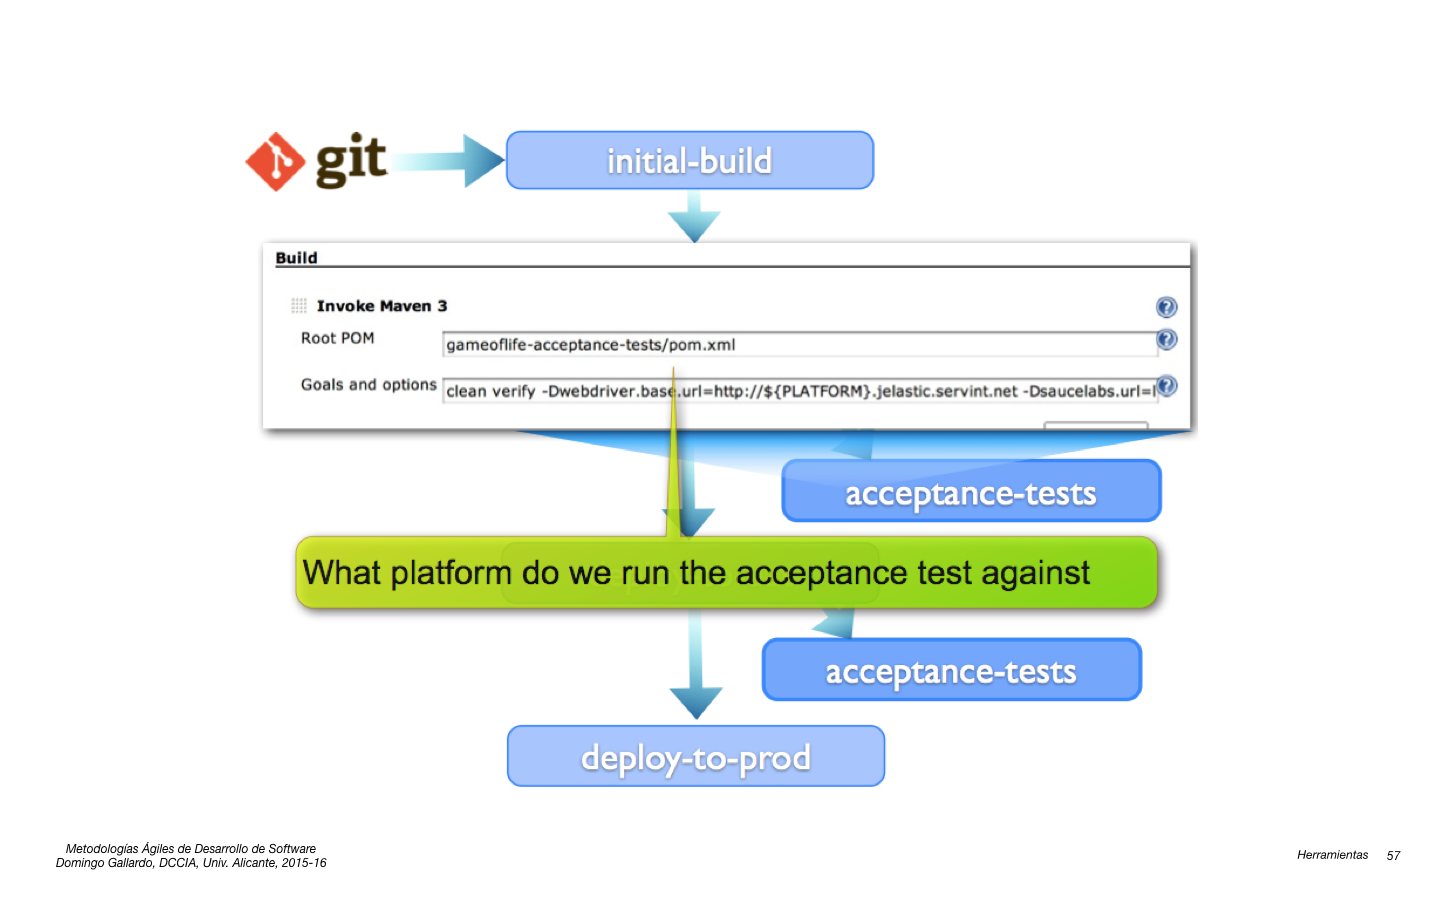 git
initial-build
Build
Invoke Maven 3
Root POM
gameoflife-acceptance-tests/pom.xml
Goals and options
clean verify -Dwebdriver.base.url=http://${PLATFORM}.jelastic.servint.net -Dsaucelabs.url=
acceptance-tests
What platform do we run the acceptance test against
acceptance-tests
deploy-to-prod
Metodologías Ágiles de Desarrollo de Software
Domingo Gallardo, DCCIA, Univ. Alicante, 2015-16
Herramientas 57